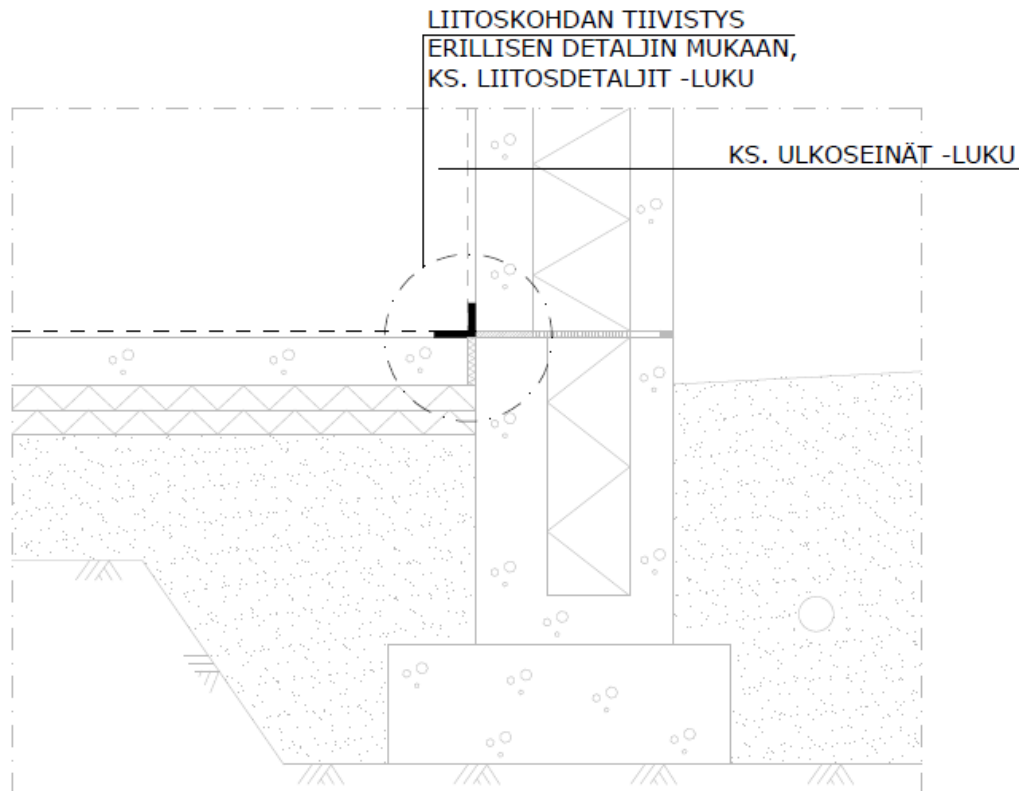 LIITOSKOHDAN TIIVISTYS
ERILLISEN DETALJIN MUKAAN,
KS. LIITOSDETALJIT -LUKU
KS. ULKOSEINÄT -LUKU